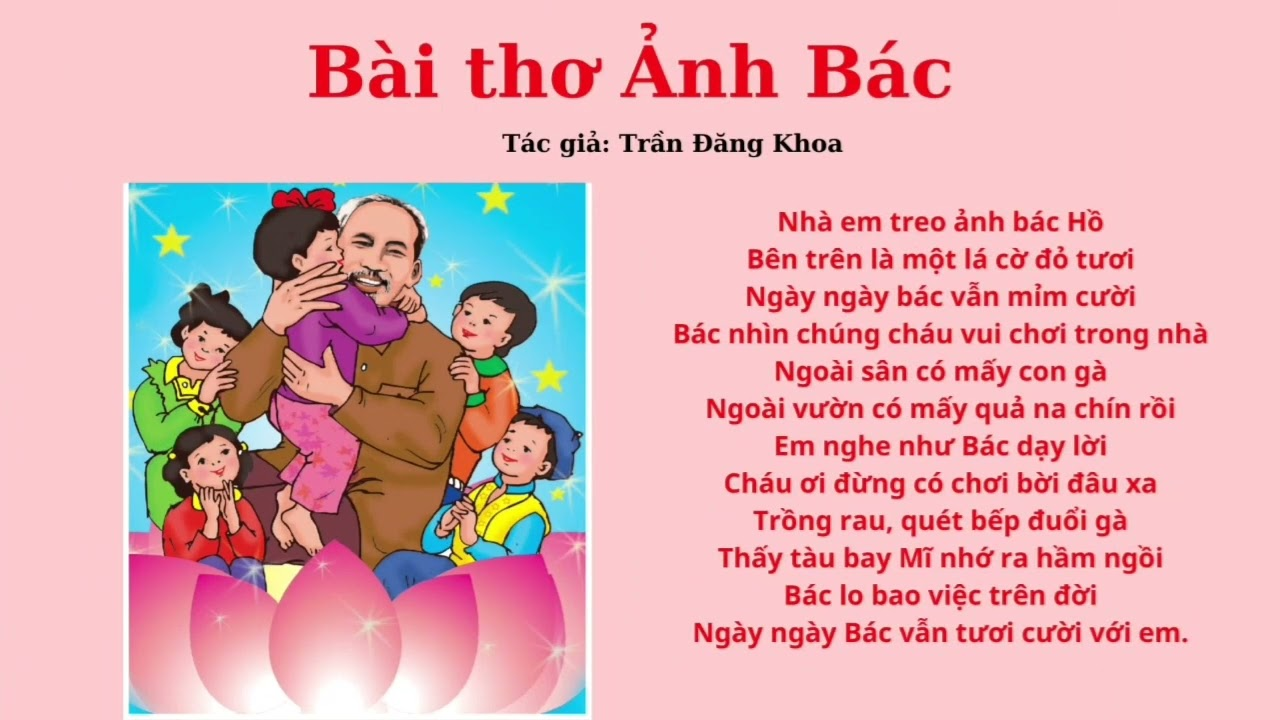 Bài thơ Ảnh Bác
Tác giả: Trần Đăng Khoa
Nhà em treo ảnh bác Hồ
Bên trên là một lá cờ đỏ tươi
Ngày ngày bác vẫn mỉm cười
Bác nhìn chúng cháu vui chơi trong nhà
Ngoài sân có mấy con gà
Ngoài vườn có mấy quả na chín rồi
Em nghe như Bác dạy lời
Cháu ơi đừng có chơi bời đâu xa
Trồng rau, quét bếp đuổi gà
Thấy tàu bay Mĩ nhớ ra hầm ngồi
Bác lo bao việc trên đời
Ngày ngày Bác vẫn tươi cười với em.